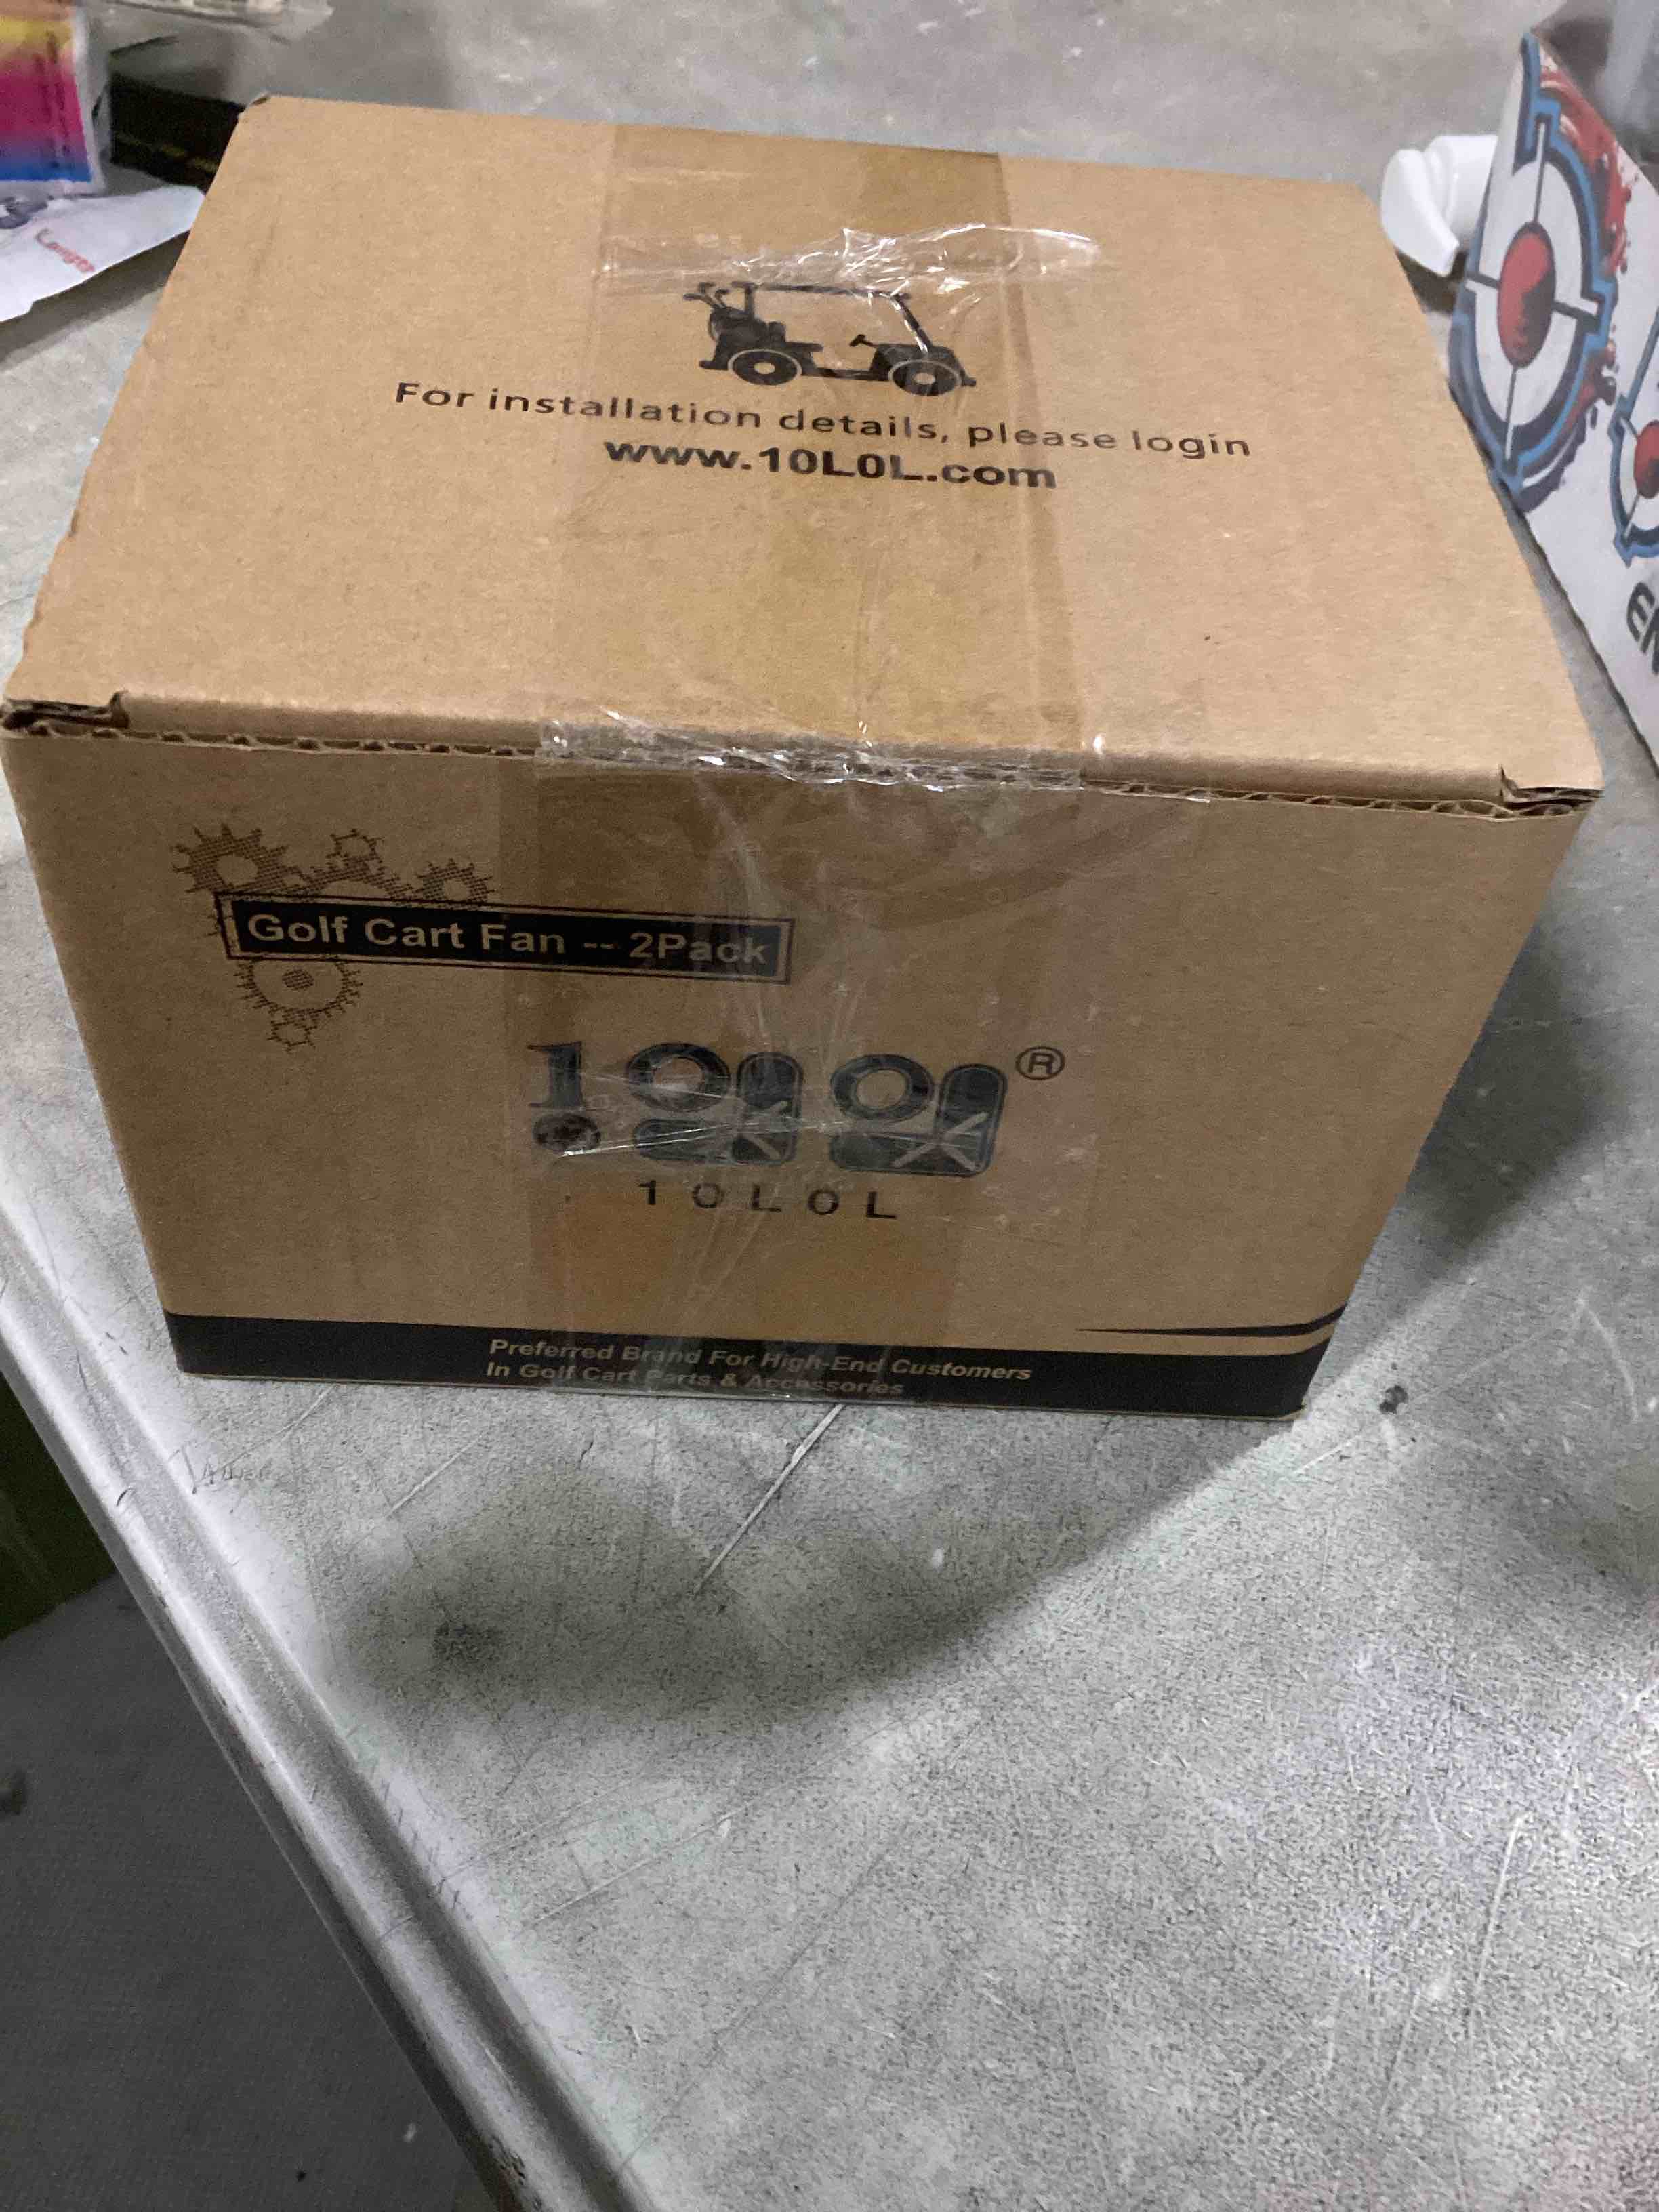 For installation details, please login
www.10L0L.com
Golf Cart Fan -- 2Pack
10L0L®
10L0L
Preferred Brand For High-End Customers
In Golf Cart Parts & Accessories